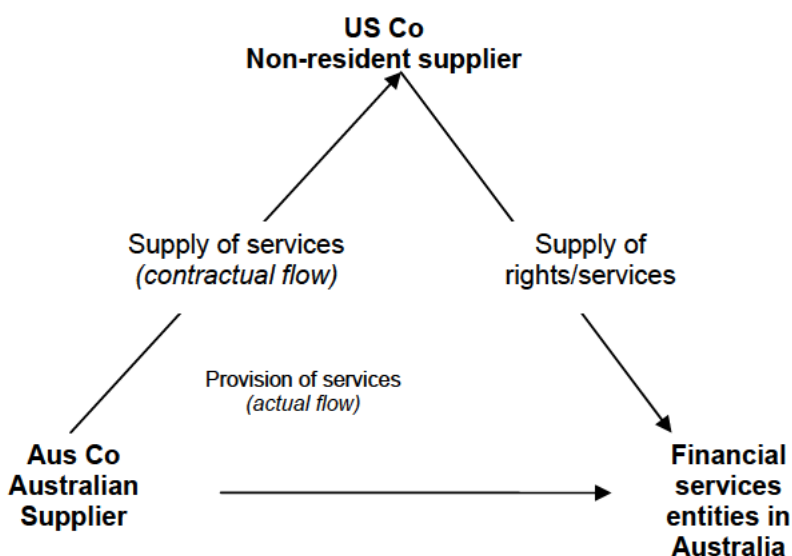 US Co
Non-resident supplier
Supply of services
(contractual flow)
Supply of
rights/services
Provision of services
(actual flow)
Aus Co
Australian
Supplier
Financial
services
entities in
Australia